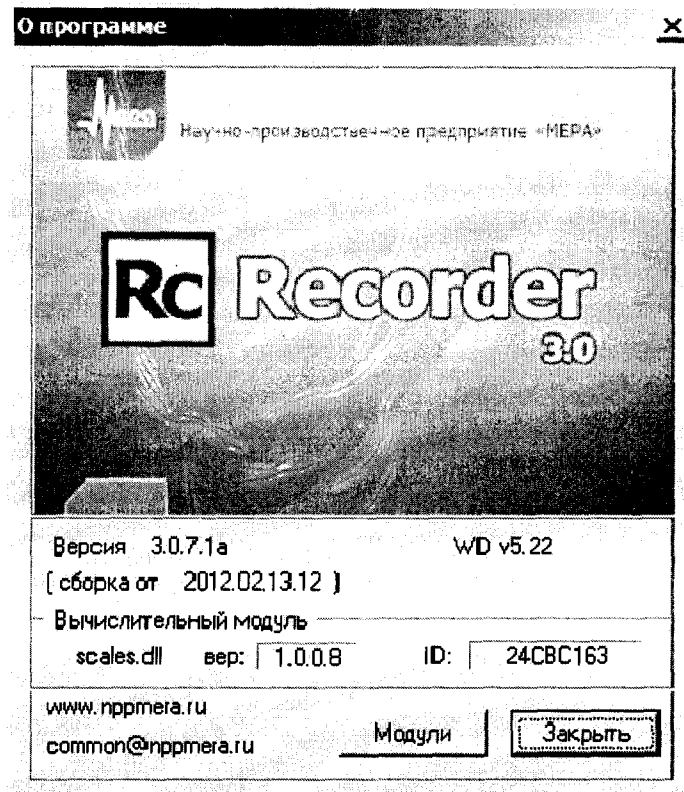 О программе
Научно-производственное предприятие «МЕРА»
Rc Recorder
3.0
Версия 3.0.7.1a WD v5.22
[ сборка от 2012.02.13.12 ]
Вычислительный модуль
scales.dll вер: 1.0.0.8 ID: 24CBC163
www.nppmera.ru
common@nppmera.ru
Модули Закрыть